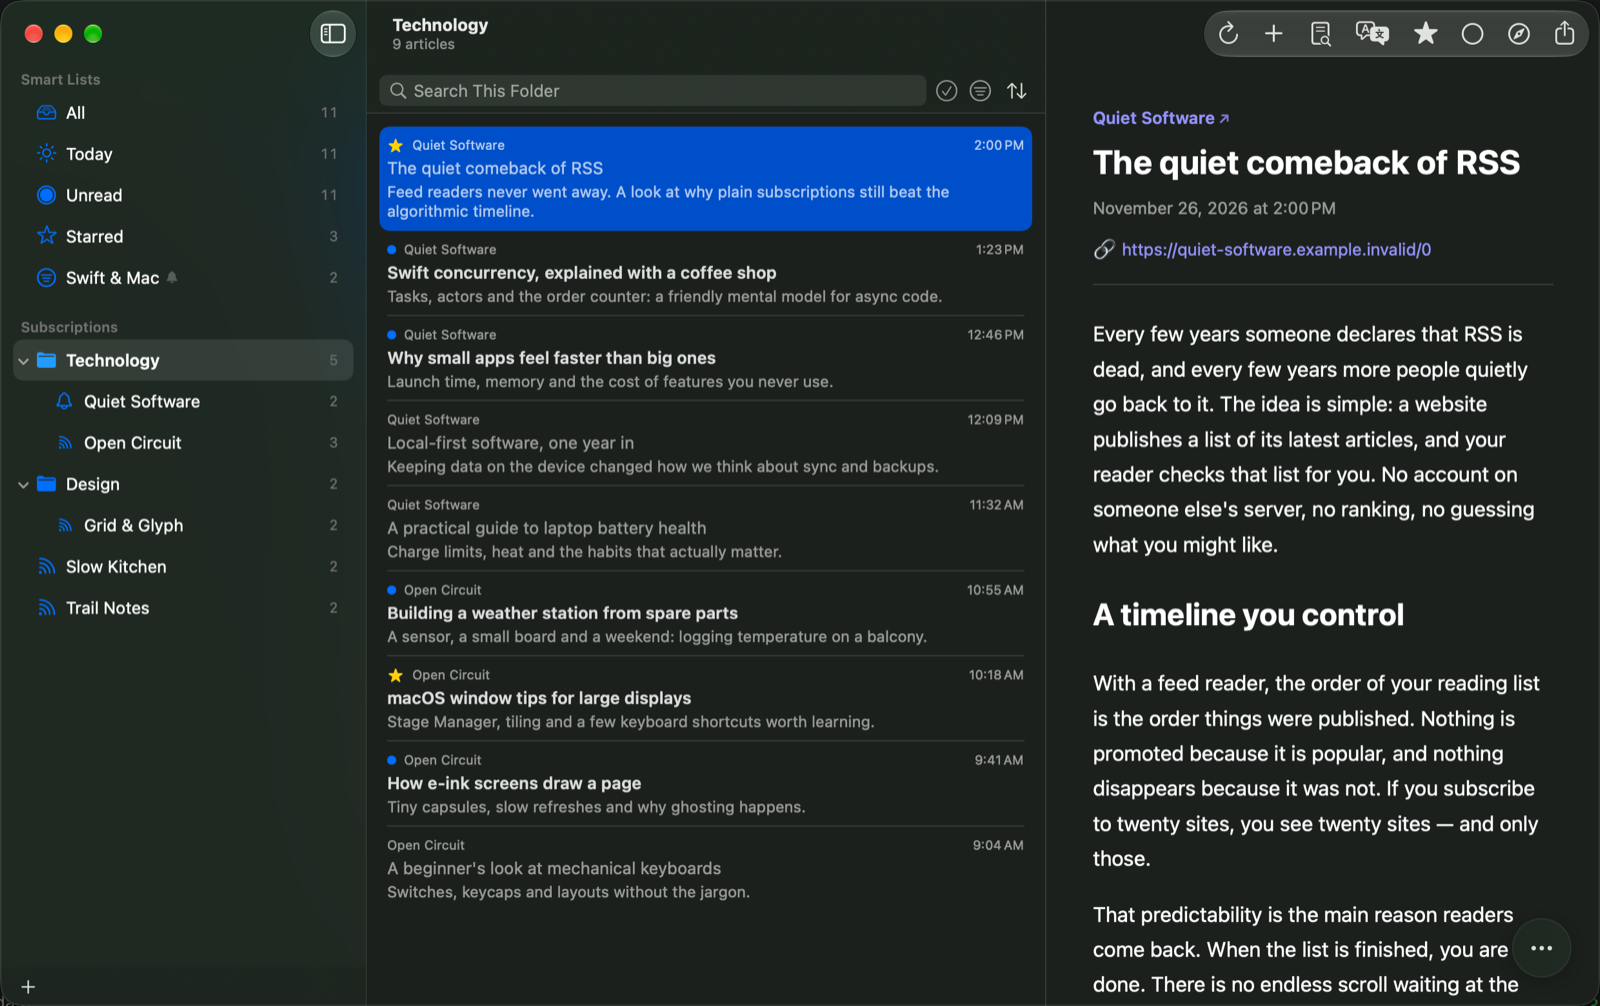 Smart Lists
All 11
Today 11
Unread 11
Starred 3
Swift & Mac 2
Subscriptions
Technology 5
Quiet Software 2
Open Circuit 3
Design 2
Grid & Glyph 2
Slow Kitchen 2
Trail Notes 2
Technology
9 articles
Search This Folder
Quiet Software 2:00 PM
The quiet comeback of RSS
Feed readers never went away. A look at why plain subscriptions still beat the
algorithmic timeline.
Quiet Software 1:23 PM
Swift concurrency, explained with a coffee shop
Tasks, actors and the order counter: a friendly mental model for async code.
Quiet Software 12:46 PM
Why small apps feel faster than big ones
Launch time, memory and the cost of features you never use.
Quiet Software 12:09 PM
Local-first software, one year in
Keeping data on the device changed how we think about sync and backups.
Quiet Software 11:32 AM
A practical guide to laptop battery health
Charge limits, heat and the habits that actually matter.
Open Circuit 10:55 AM
Building a weather station from spare parts
A sensor, a small board and a weekend: logging temperature on a balcony.
Open Circuit 10:18 AM
macOS window tips for large displays
Stage Manager, tiling and a few keyboard shortcuts worth learning.
Open Circuit 9:41 AM
How e-ink screens draw a page
Tiny capsules, slow refreshes and why ghosting happens.
Open Circuit 9:04 AM
A beginner's look at mechanical keyboards
Switches, keycaps and layouts without the jargon.
Quiet Software ↗
The quiet comeback of RSS
November 26, 2026 at 2:00 PM
https://quiet-software.example.invalid/0
Every few years someone declares that RSS is
dead, and every few years more people quietly
go back to it. The idea is simple: a website
publishes a list of its latest articles, and your
reader checks that list for you. No account on
someone else's server, no ranking, no guessing
what you might like.
A timeline you control
With a feed reader, the order of your reading list
is the order things were published. Nothing is
promoted because it is popular, and nothing
disappears because it was not. If you subscribe
to twenty sites, you see twenty sites — and only
those.
That predictability is the main reason readers
come back. When the list is finished, you are
done. There is no endless scroll waiting at the